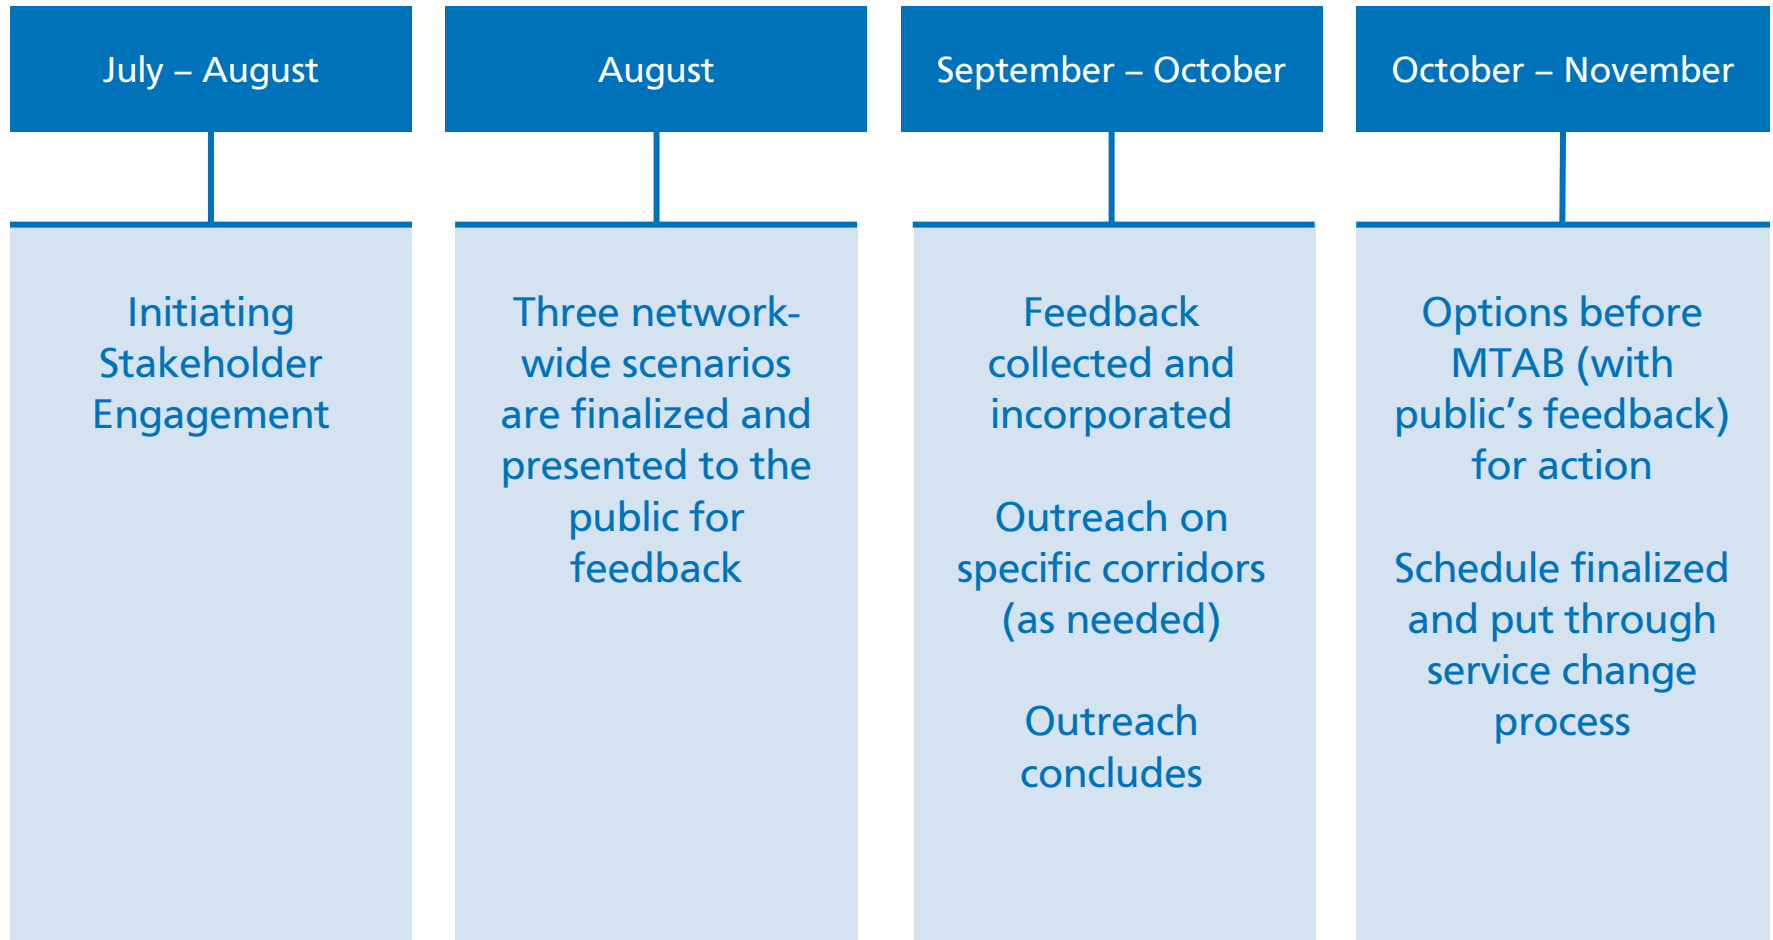 July – August
Initiating
Stakeholder
Engagement
August
Three network-
wide scenarios
are finalized and
presented to the
public for
feedback
September – October
Feedback
collected and
incorporated
Outreach on
specific corridors
(as needed)
Outreach
concludes
October – November
Options before
MTAB (with
public’s feedback)
for action
Schedule finalized
and put through
service change
process